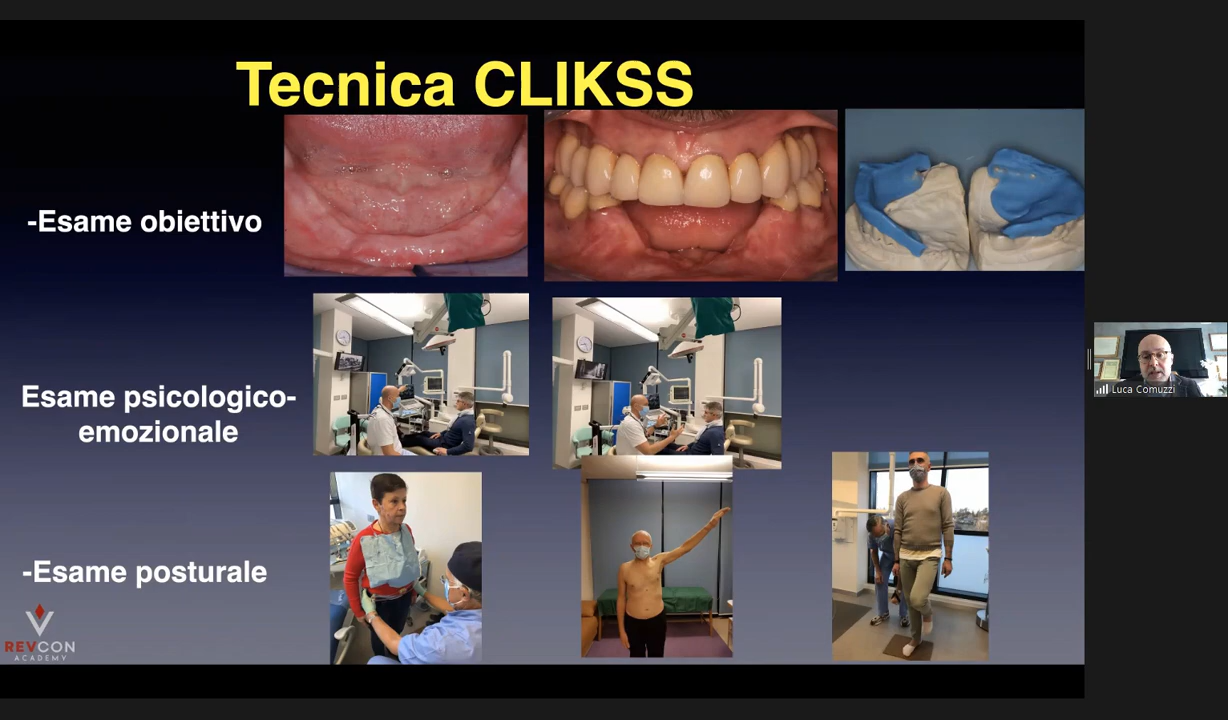 Tecnica CLIKSS
-Esame obiettivo
Esame psicologico-
emozionale
-Esame posturale
REVCON
ACADEMY
Luca Comuzzi